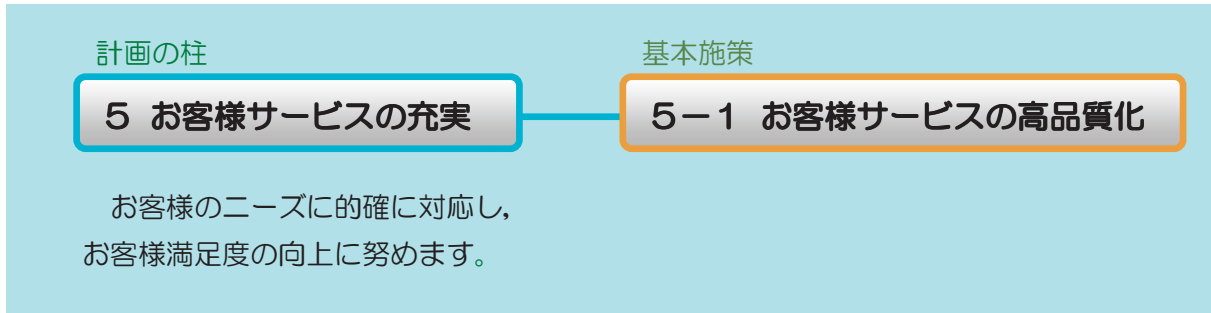 計画の柱
基本施策
5 お客様サービスの充実
5-1 お客様サービスの高品質化
お客様のニーズに的確に対応し,
お客様満足度の向上に努めます。